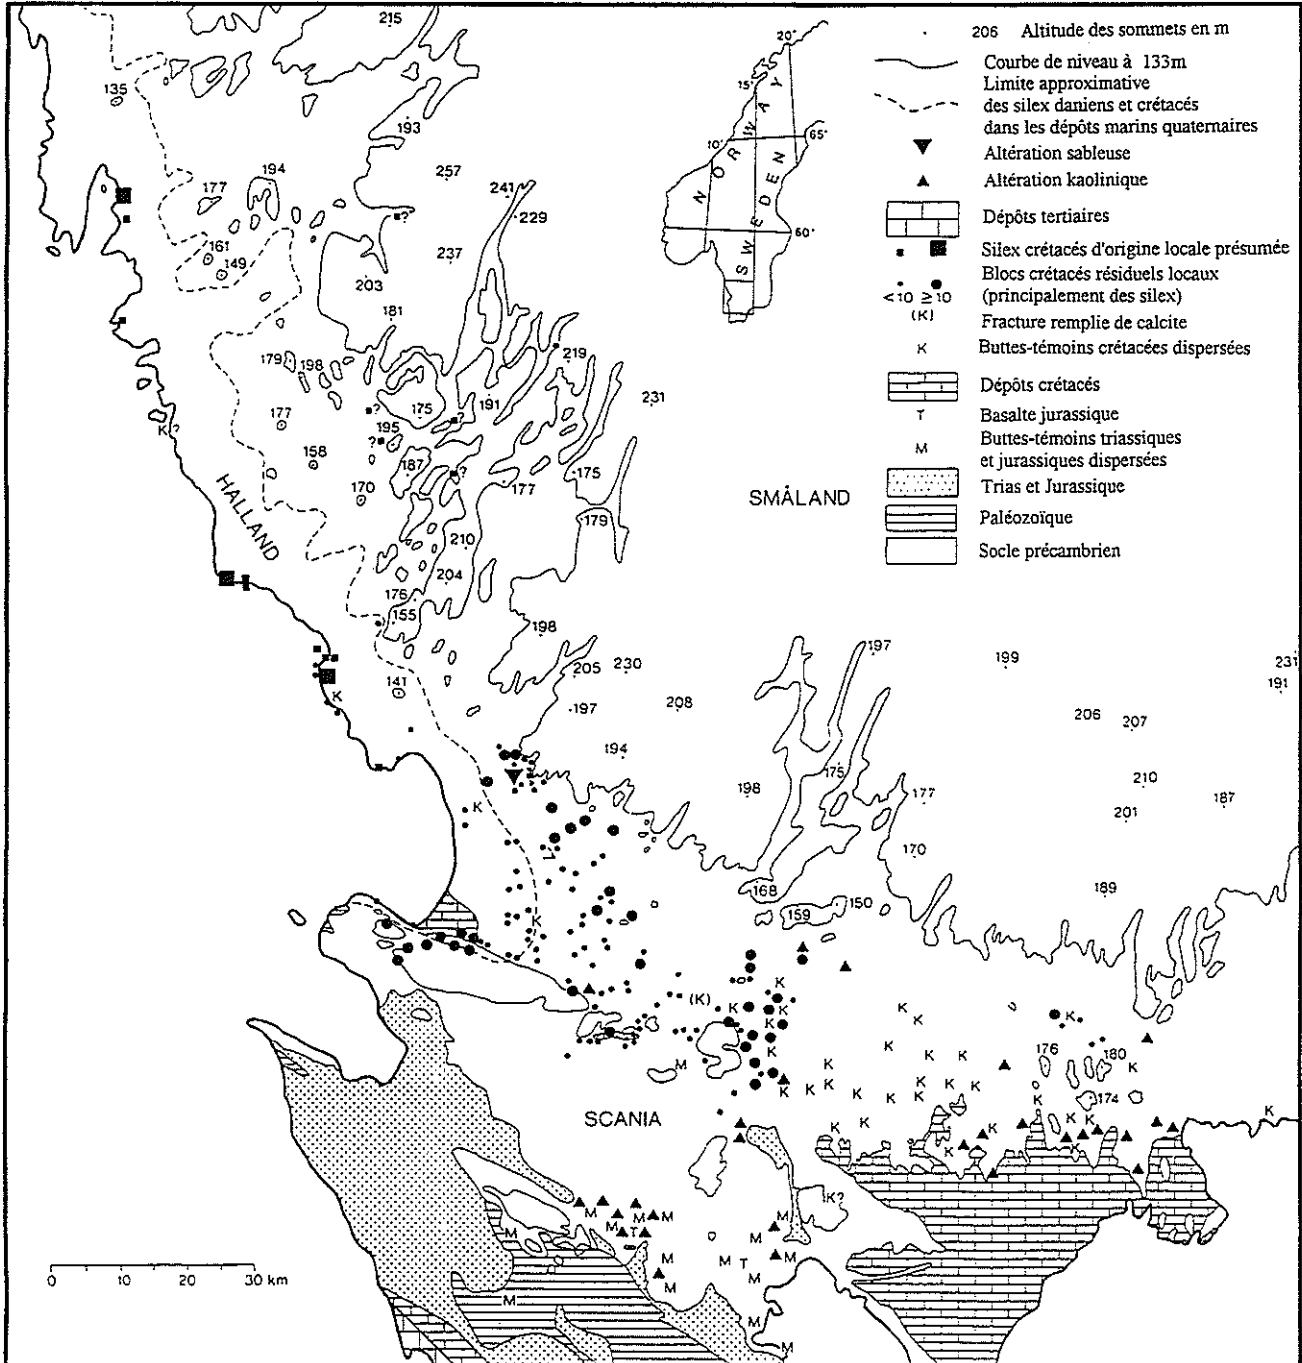 206 Altitude des sommets en m
Courbe de niveau à 133m
Limite approximative
des silex daniens et crétacés
dans les dépôts marins quaternaires
Altération sableuse
Altération kaolinique
Dépôts tertiaires
Silex crétacés d'origine locale présumée
Blocs crétacés résiduels locaux
<10 ≥10 (principalement des silex)
(K) Fracture remplie de calcite
K Buttes-témoins crétacées dispersées
Dépôts crétacés
T Basalte jurassique
Buttes-témoins triassiques
M et jurassiques dispersées
Trias et Jurassique
Paléozoïque
Socle précambrien
20°
15°
10°
65°
60°
NORWAY
SWEDEN
215
135
193
194
177
257
241
229
161
149
237
203
181
179
198
219
175
191
231
177
195
158
187
170
177
175
179
210
204
176
155
198
205
230
197
208
194
141
197
199
231
191
206
207
175
198
177
210
201
187
170
168
159
150
189
176
180
174
HALLAND
SMÅLAND
SCANIA
K?
K
K
K
(K)
K?
M
T
0 10 20 30 km